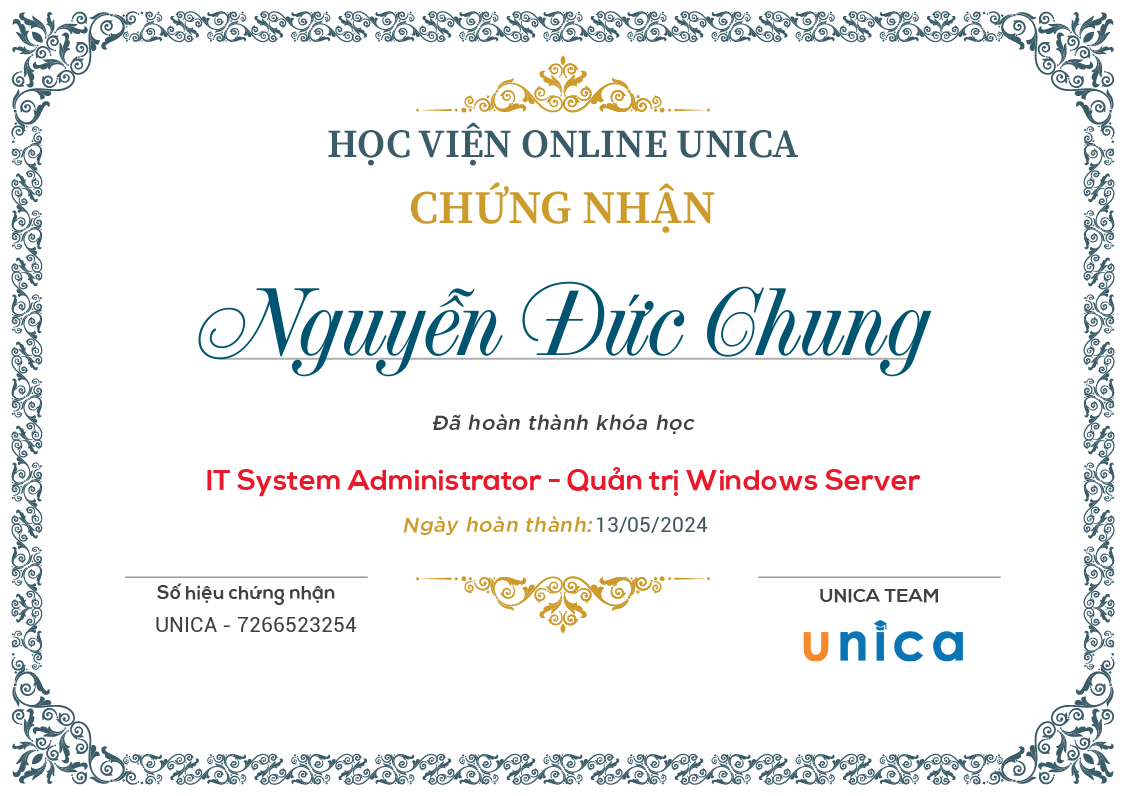 HỌC VIỆN ONLINE UNICA
CHỨNG NHẬN
Nguyễn Đức Chung
Đã hoàn thành khóa học
IT System Administrator - Quản trị Windows Server
Ngày hoàn thành: 13/05/2024
Số hiệu chứng nhận
UNICA - 7266523254
UNICA TEAM
unica